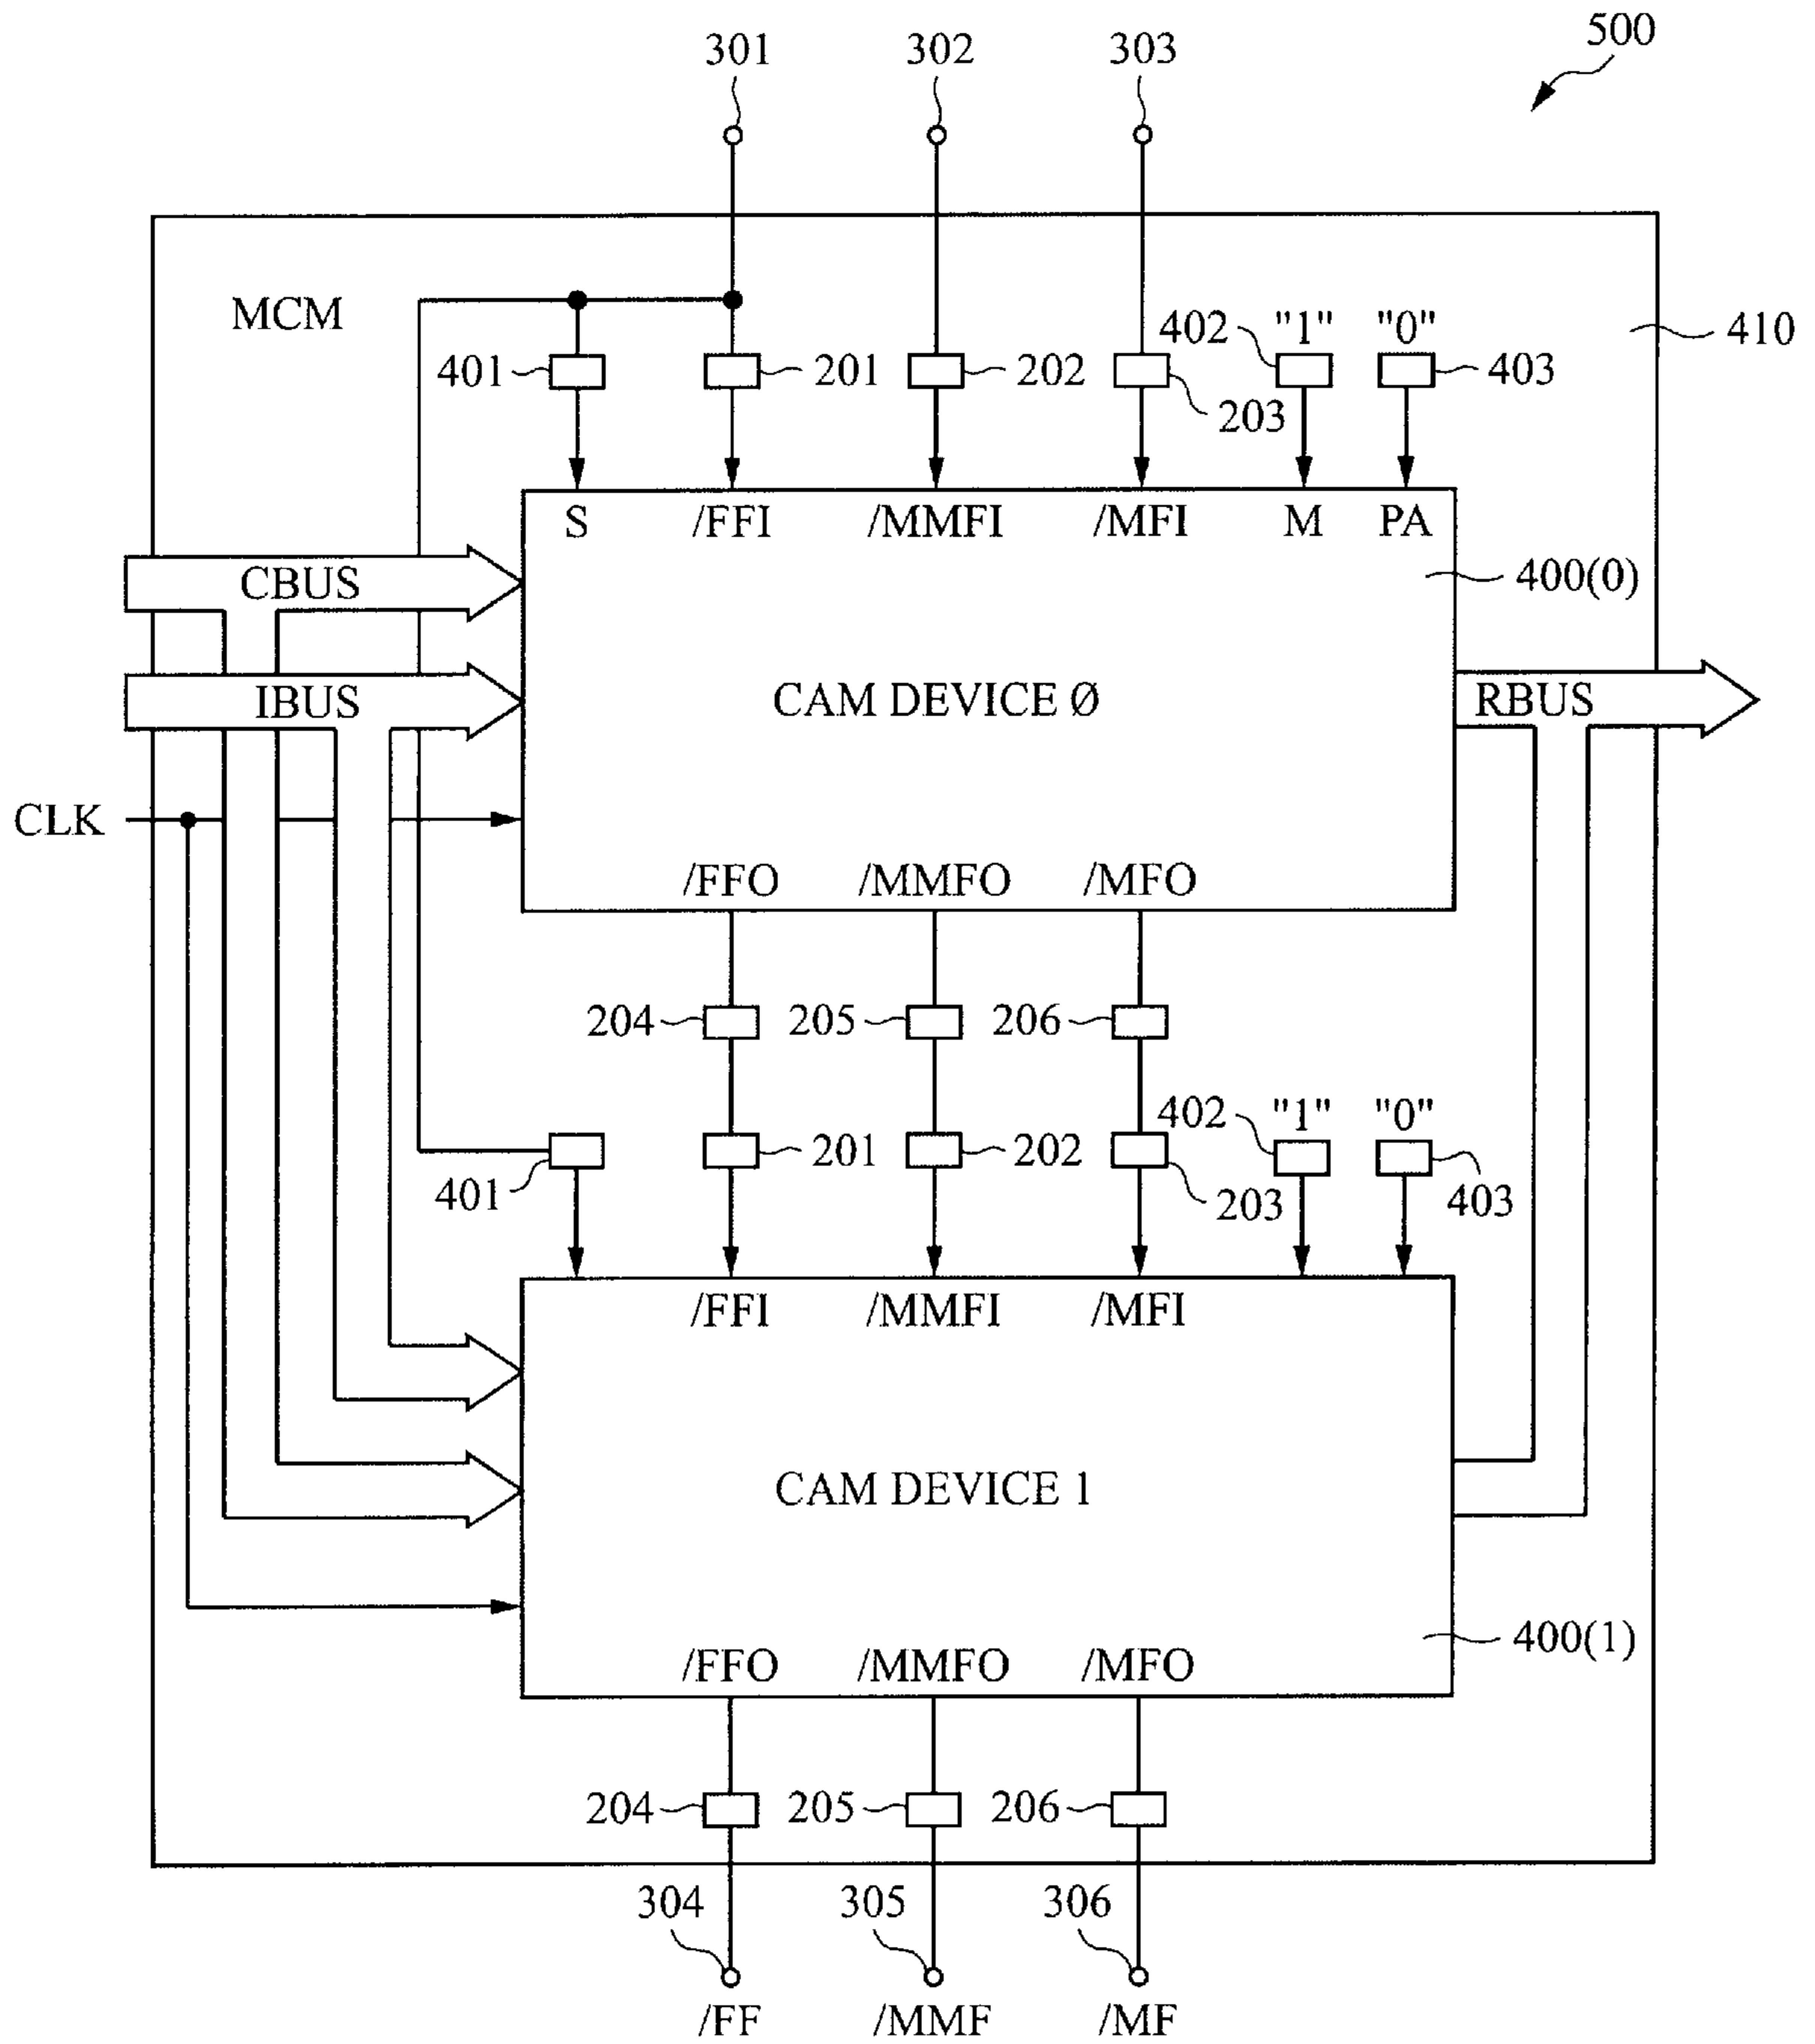 500
301 302 303
MCM
410
401 201 202 203 402 "1" "0" 403
S /FFI /MMFI /MFI M PA
CBUS
400(0)
IBUS
CAM DEVICE Ø
RBUS
CLK
/FFO /MMFO /MFO
204 205 206
402 "1" "0"
401 201 202 203 403
/FFI /MMFI /MFI
CAM DEVICE 1
400(1)
/FFO /MMFO /MFO
204 205 206
304 305 306
/FF /MMF /MF